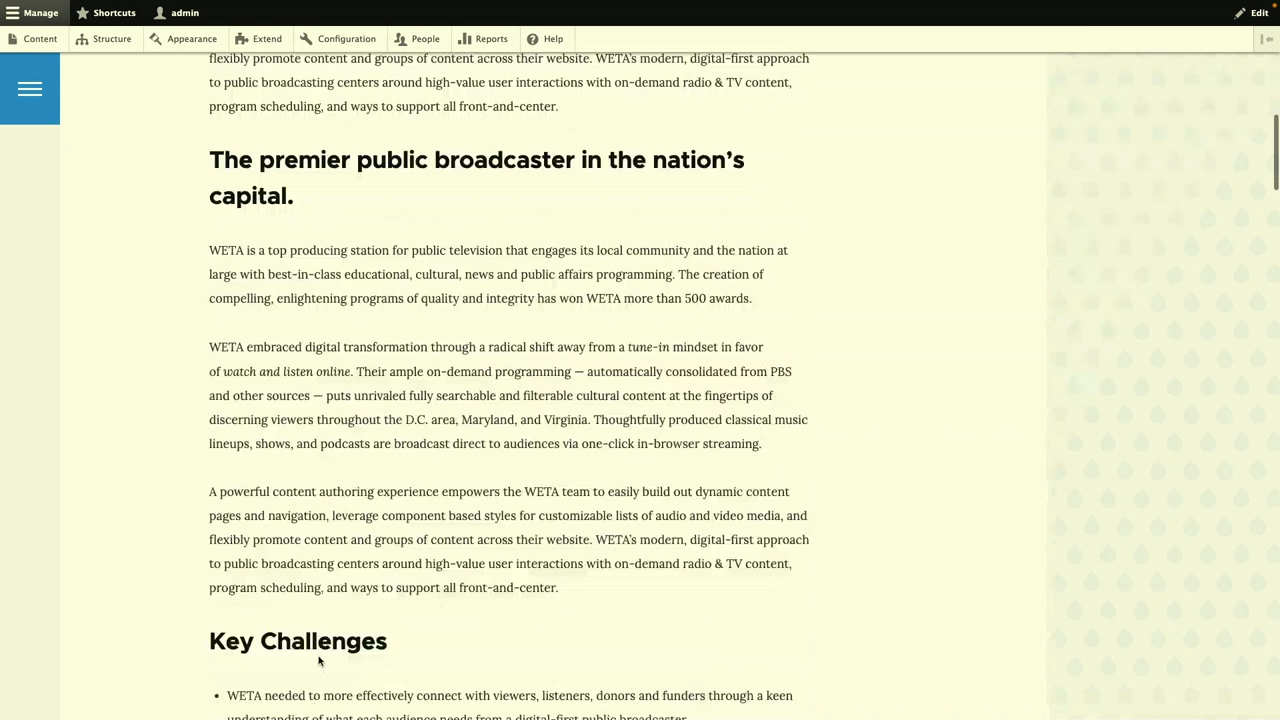 Manage
Shortcuts
admin
Edit
Content
Structure
Appearance
Extend
Configuration
People
Reports
Help
flexibly promote content and groups of content across their website. WETA's modern, digital-first approach
to public broadcasting centers around high-value user interactions with on-demand radio & TV content,
program scheduling, and ways to support all front-and-center.
The premier public broadcaster in the nation's
capital.
WETA is a top producing station for public television that engages its local community and the nation at
large with best-in-class educational, cultural, news and public affairs programming. The creation of
compelling, enlightening programs of quality and integrity has won WETA more than 500 awards.
WETA embraced digital transformation through a radical shift away from a tune-in mindset in favor
of watch and listen online. Their ample on-demand programming — automatically consolidated from PBS
and other sources — puts unrivaled fully searchable and filterable cultural content at the fingertips of
discerning viewers throughout the D.C. area, Maryland, and Virginia. Thoughtfully produced classical music
lineups, shows, and podcasts are broadcast direct to audiences via one-click in-browser streaming.
A powerful content authoring experience empowers the WETA team to easily build out dynamic content
pages and navigation, leverage component based styles for customizable lists of audio and video media, and
flexibly promote content and groups of content across their website. WETA's modern, digital-first approach
to public broadcasting centers around high-value user interactions with on-demand radio & TV content,
program scheduling, and ways to support all front-and-center.
Key Challenges
• WETA needed to more effectively connect with viewers, listeners, donors and funders through a keen
understanding of what each audience needs from a digital-first public broadcaster.